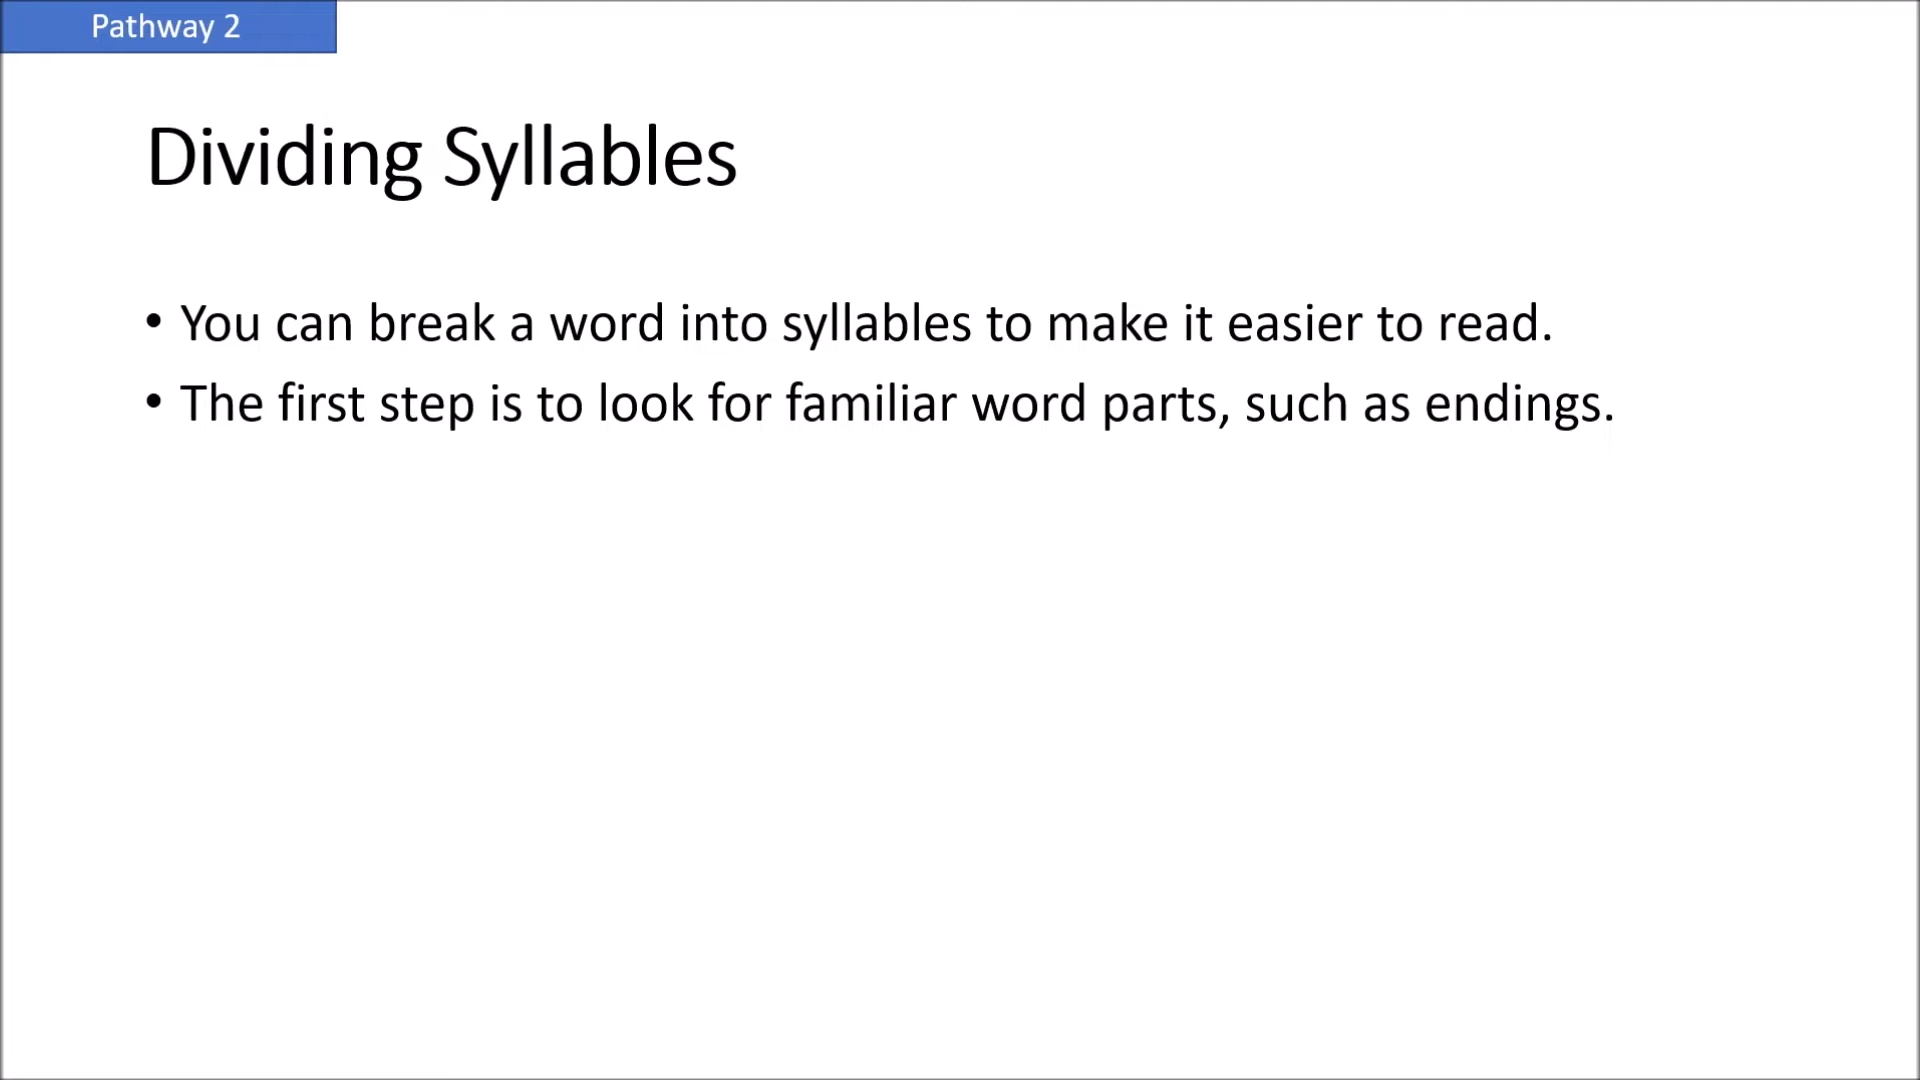 Pathway 2
Dividing Syllables
• You can break a word into syllables to make it easier to read.
• The first step is to look for familiar word parts, such as endings.